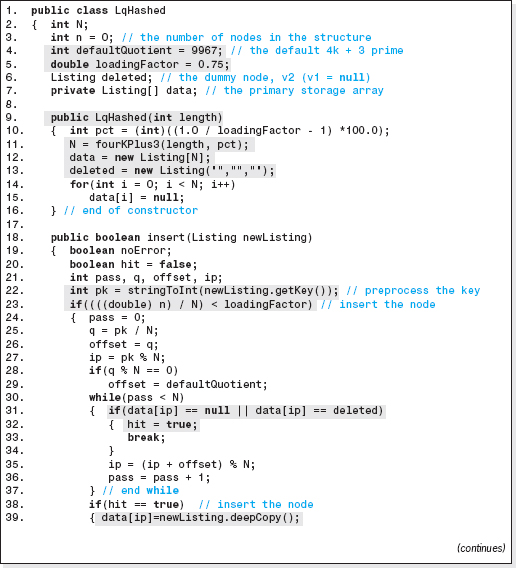 1. public class LqHashed
2. { int N;
3. int n = 0; // the number of nodes in the structure
4. int defaultQuotient = 9967; // the default 4k + 3 prime
5. double loadingFactor = 0.75;
6. Listing deleted; // the dummy node, v2 (v1 = null)
7. private Listing[] data; // the primary storage array
8.
9. public LqHashed(int length)
10. { int pct = (int)((1.0 / loadingFactor - 1) *100.0);
11. N = fourKPlus3(length, pct);
12. data = new Listing[N];
13. deleted = new Listing("","","");
14. for(int i = 0; i < N; i++)
15. data[i] = null;
16. } // end of constructor
17.
18. public boolean insert(Listing newListing)
19. { boolean noError;
20. boolean hit = false;
21. int pass, q, offset, ip;
22. int pk = stringToInt(newListing.getKey()); // preprocess the key
23. if((((double) n) / N) < loadingFactor) // insert the node
24. { pass = 0;
25. q = pk / N;
26. offset = q;
27. ip = pk % N;
28. if(q % N == 0)
29. offset = defaultQuotient;
30. while(pass < N)
31. { if(data[ip] == null || data[ip] == deleted)
32. { hit = true;
33. break;
34. }
35. ip = (ip + offset) % N;
36. pass = pass + 1;
37. } // end while
38. if(hit == true) // insert the node
39. { data[ip]=newListing.deepCopy();
(continues)